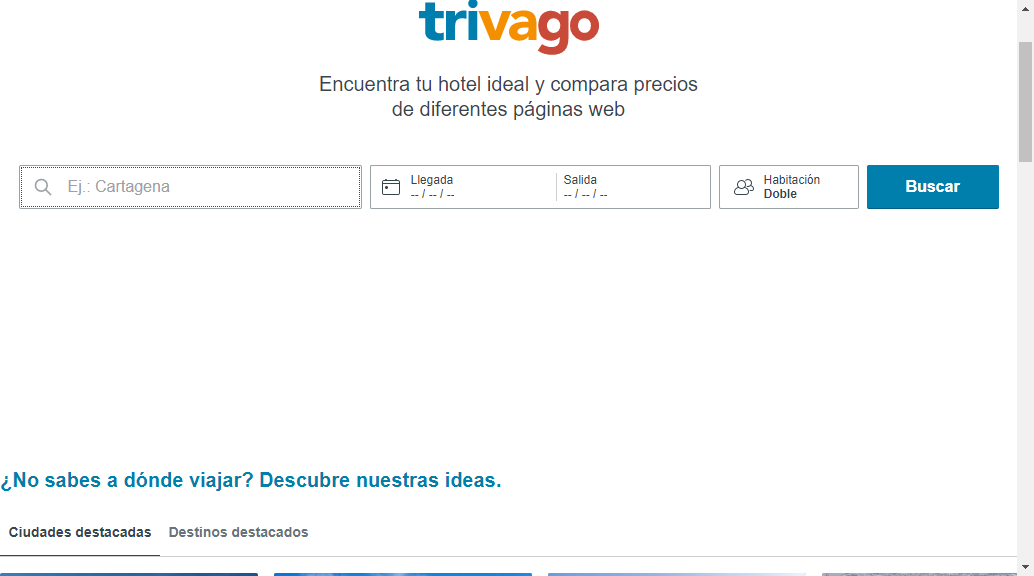 trivago
Encuentra tu hotel ideal y compara precios
de diferentes páginas web
Ej.: Cartagena
Llegada
-- / -- / --
Salida
-- / -- / --
Habitación
Doble
Buscar
¿No sabes a dónde viajar? Descubre nuestras ideas.
Ciudades destacadas
Destinos destacados